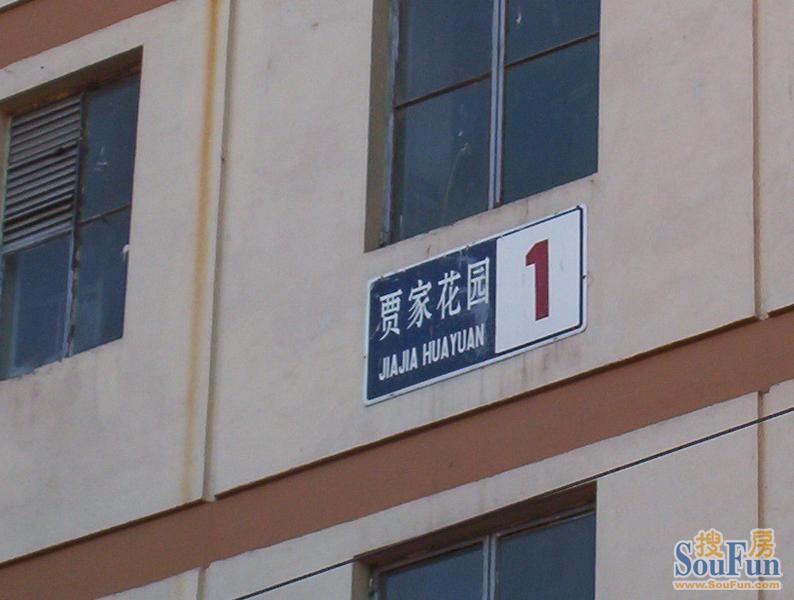 贾家花园
JIAJIA HUAYUAN
1
搜房
SouFun
www.SouFun.com